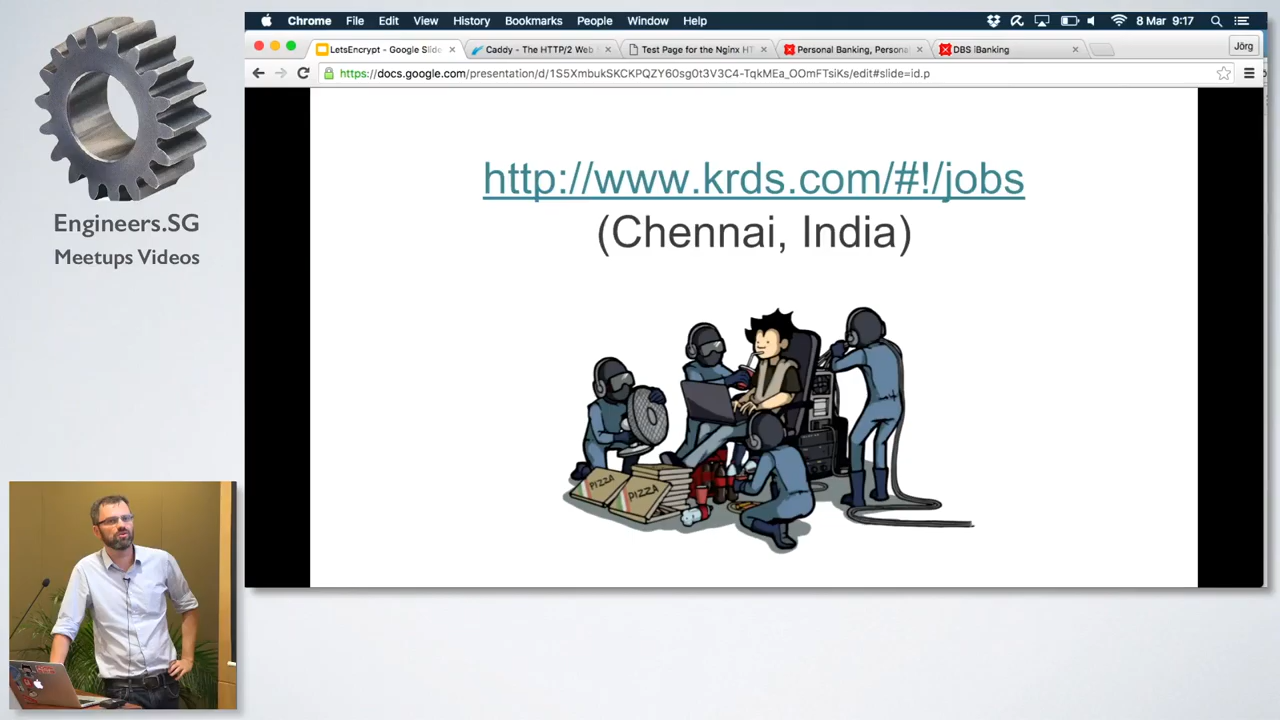 Engineers.SG
Meetups Videos
Chrome File Edit View History Bookmarks People Window Help 8 Mar 9:17
LetsEncrypt - Google Slide
Caddy - The HTTP/2 Web
Test Page for the Nginx HT
Personal Banking, Persona
DBS iBanking
Jörg
https://docs.google.com/presentation/d/1S5XmbukSKCKPQZY60sg0t3V3C4-TqkMEa_OOmFTsiKs/edit#slide=id.p
http://www.krds.com/#!/jobs
(Chennai, India)
PIZZA
PIZZA